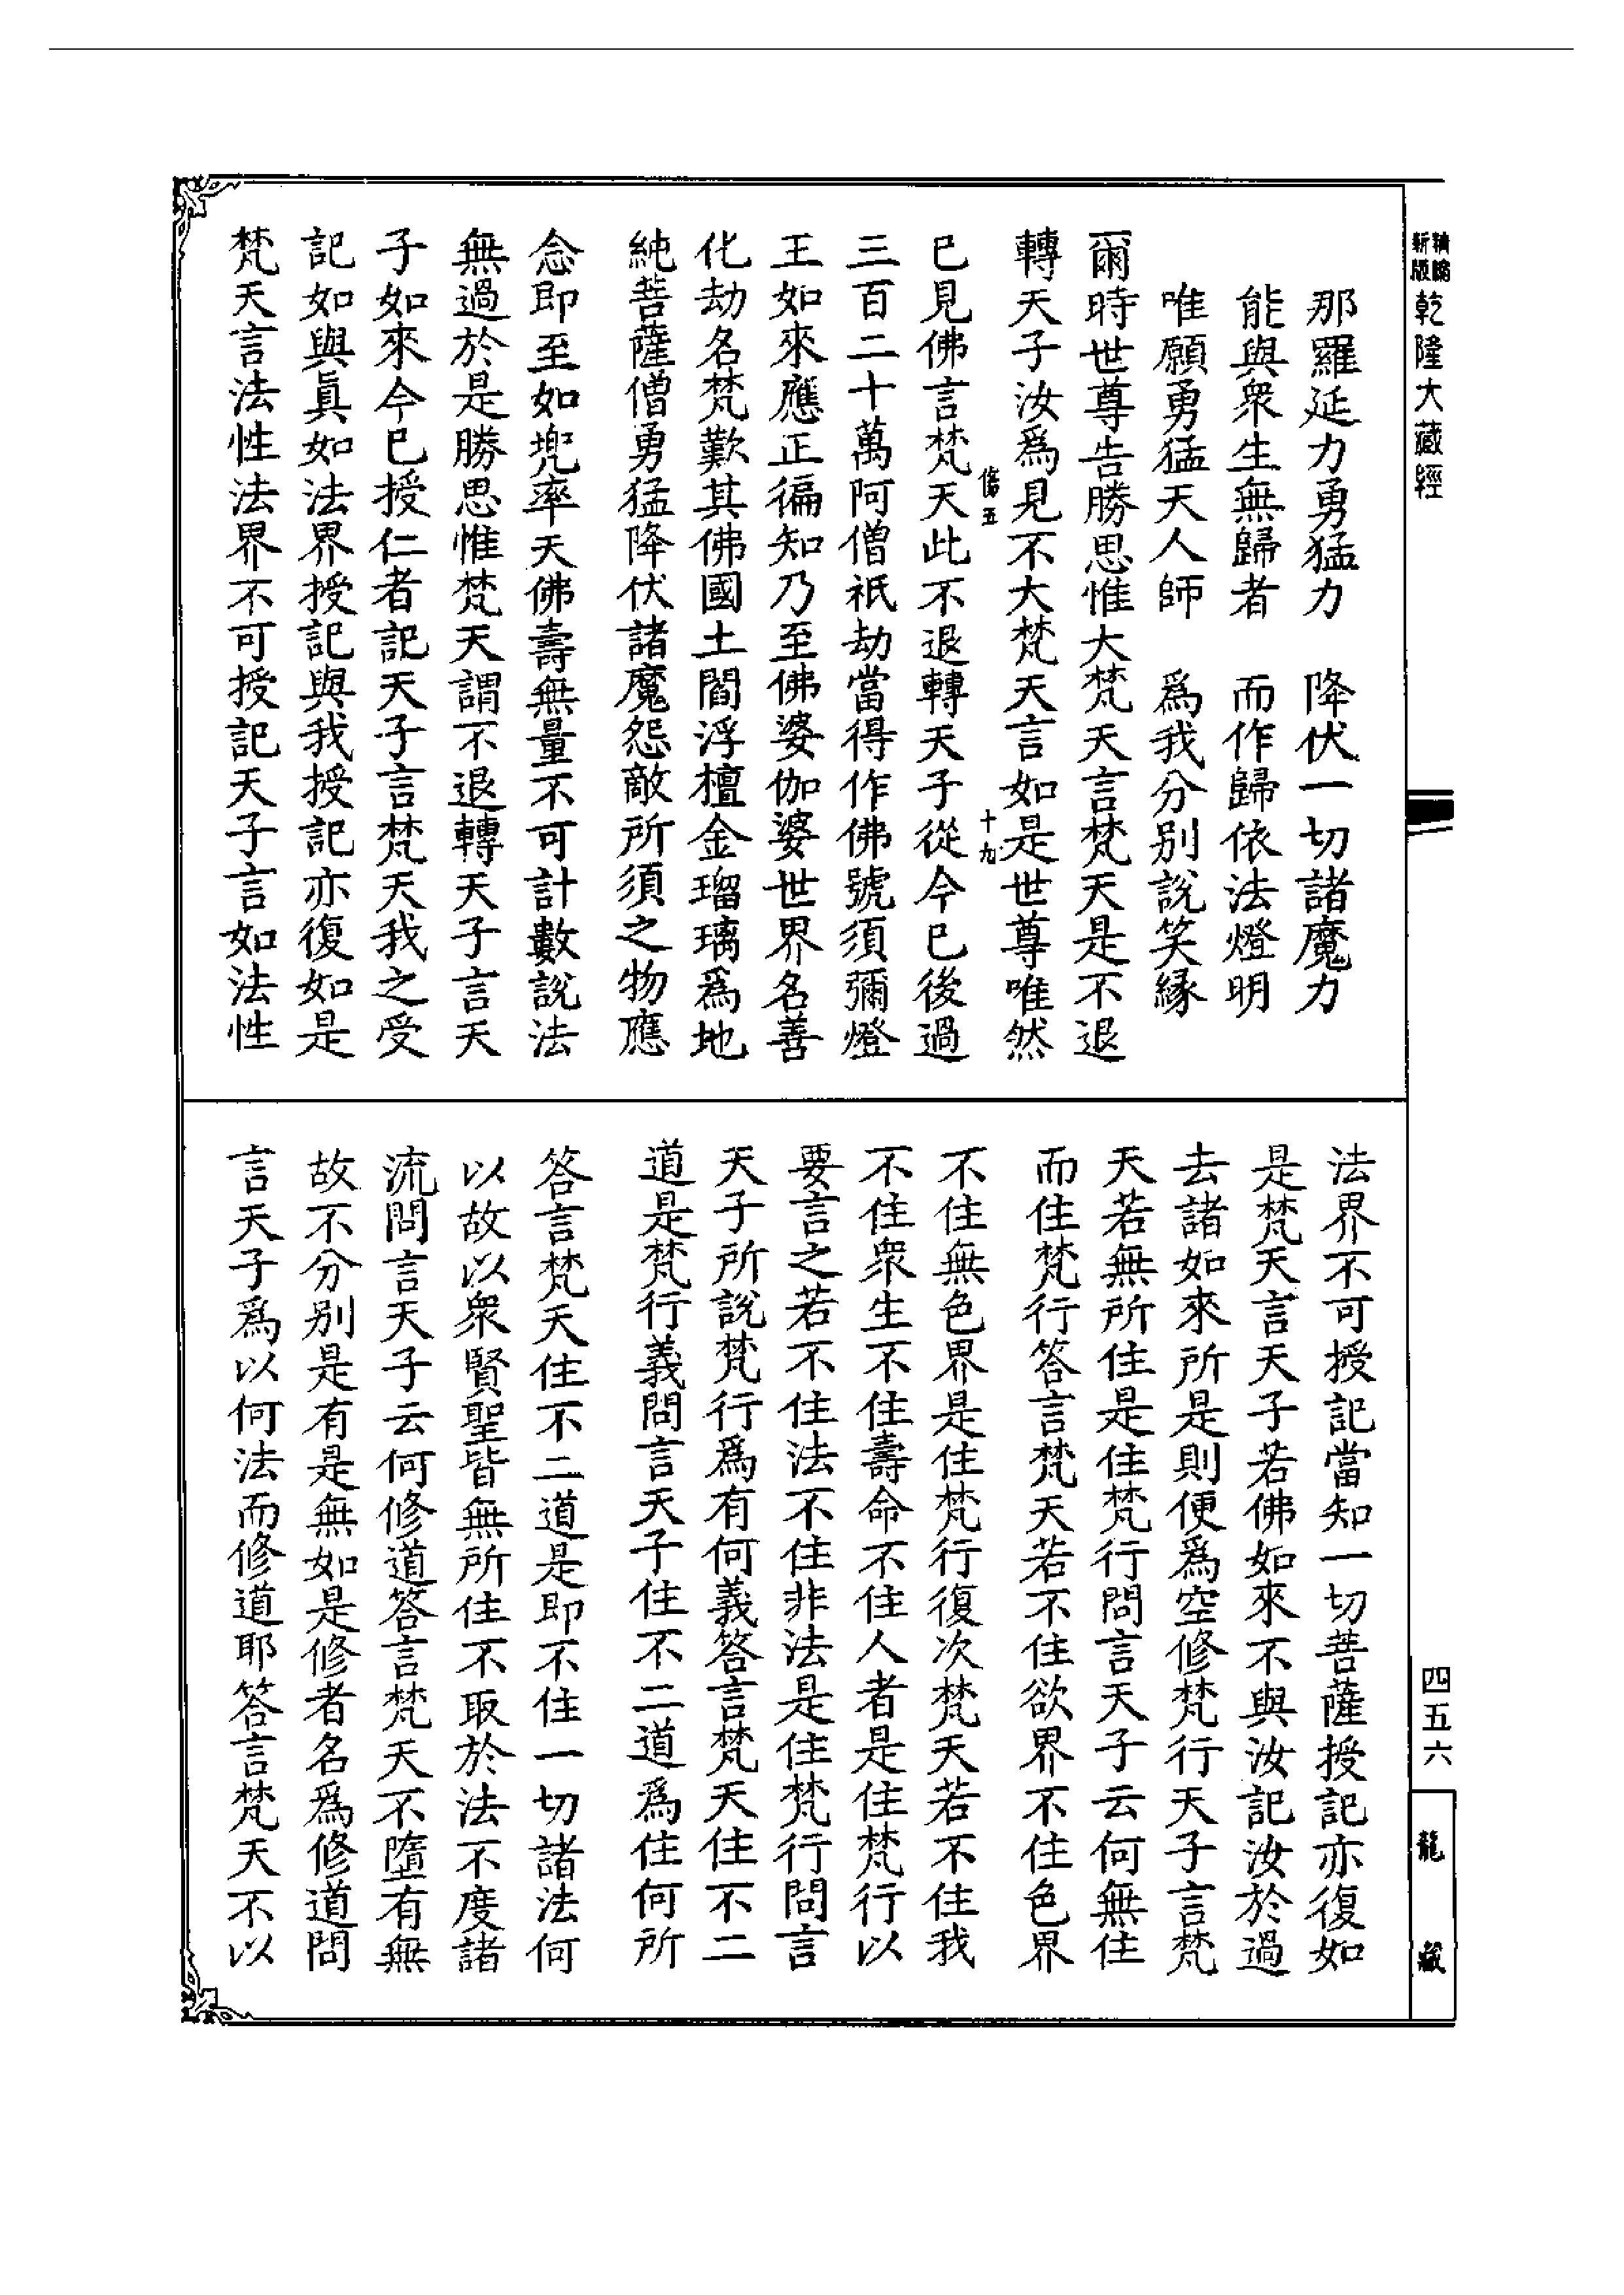 精縮新版乾隆大藏經
四五六
龍藏
那羅延力勇猛力　降伏一切諸魔力
能與衆生無歸者　而作歸依法燈明
唯願勇猛天人師　爲我分别說笑緣
爾時世尊告勝思惟大梵天言梵天是不退
轉天子汝爲見不大梵天言如是世尊唯然
傷五　十九
已見佛言梵天此不退轉天子從今已後過
三百二十萬阿僧祇劫當得作佛號須彌燈
王如來應正徧知乃至佛婆伽婆世界名善
化劫名梵歎其佛國土閻浮檀金瑠璃爲地
純菩薩僧勇猛降伏諸魔怨敵所須之物應
念即至如兜率天佛壽無量不可計數説法
無過於是勝思惟梵天謂不退轉天子言天
子如來今已授仁者記天子言梵天我之受
記如與眞如法界授記與我授記亦復如是
梵天言法性法界不可授記天子言如法性
法界不可授記當知一切菩薩授記亦復如
是梵天言天子若佛如來不與汝記汝於過
去諸如來所是則便爲空修梵行天子言梵
天若無所住是住梵行問言天子云何無住
而住梵行答言梵天若不住欲界不住色界
不住無色界是住梵行復次梵天若不住我
不住衆生不住壽命不住人者是住梵行以
要言之若不住法不住非法是住梵行問言
天子所說梵行爲有何義答言梵天住不二
道是梵行義問言天子住不二道爲住何所
答言梵天住不二道是即不住一切諸法何
以故以衆賢聖皆無所住不取於法不度諸
流問言天子云何修道答言梵天不墮有無
故不分别是有是無如是修者名爲修道問
言天子爲以何法而修道耶答言梵天不以